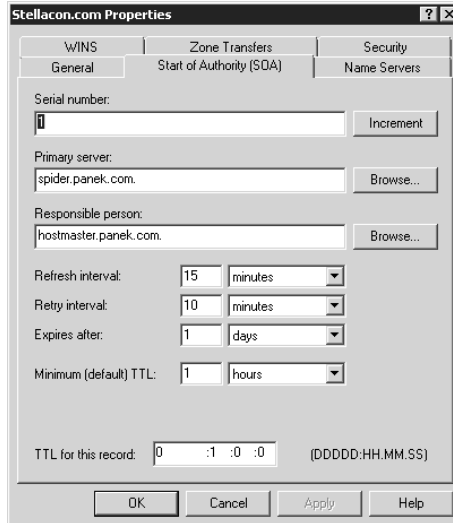 Stellacon.com Properties
WINS Zone Transfers Security
General Start of Authority (SOA) Name Servers
Serial number:
1 Increment
Primary server:
spider.panek.com. Browse...
Responsible person:
hostmaster.panek.com. Browse...
Refresh interval: 15 minutes
Retry interval: 10 minutes
Expires after: 1 days
Minimum (default) TTL: 1 hours
TTL for this record: 0 :1 :0 :0 (DDDDD:HH.MM.SS)
OK Cancel Apply Help